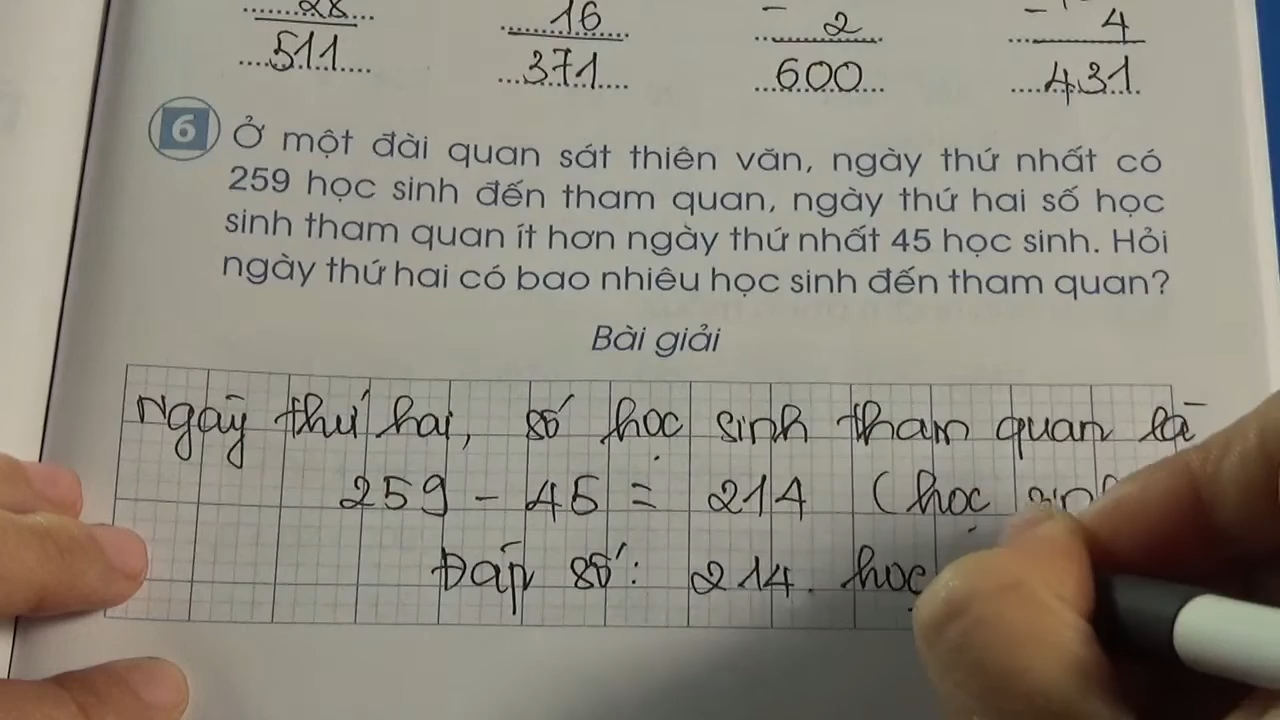 28 16 2 4
511 371 600 431
6 Ở một đài quan sát thiên văn, ngày thứ nhất có
259 học sinh đến tham quan, ngày thứ hai số học
sinh tham quan ít hơn ngày thứ nhất 45 học sinh. Hỏi
ngày thứ hai có bao nhiêu học sinh đến tham quan?
Bài giải
Ngày thứ hai, số học sinh tham quan là
259 - 45 = 214 (học sinh
Đáp số: 214 học